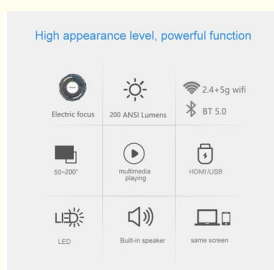 High appearance level, powerful function
Electric focus
200 ANSI Lumens
2.4+5g wifi
BT 5.0
50~200"
multimedia
playing
HDMI/USB
LED
LED
Built-in speaker
same screen